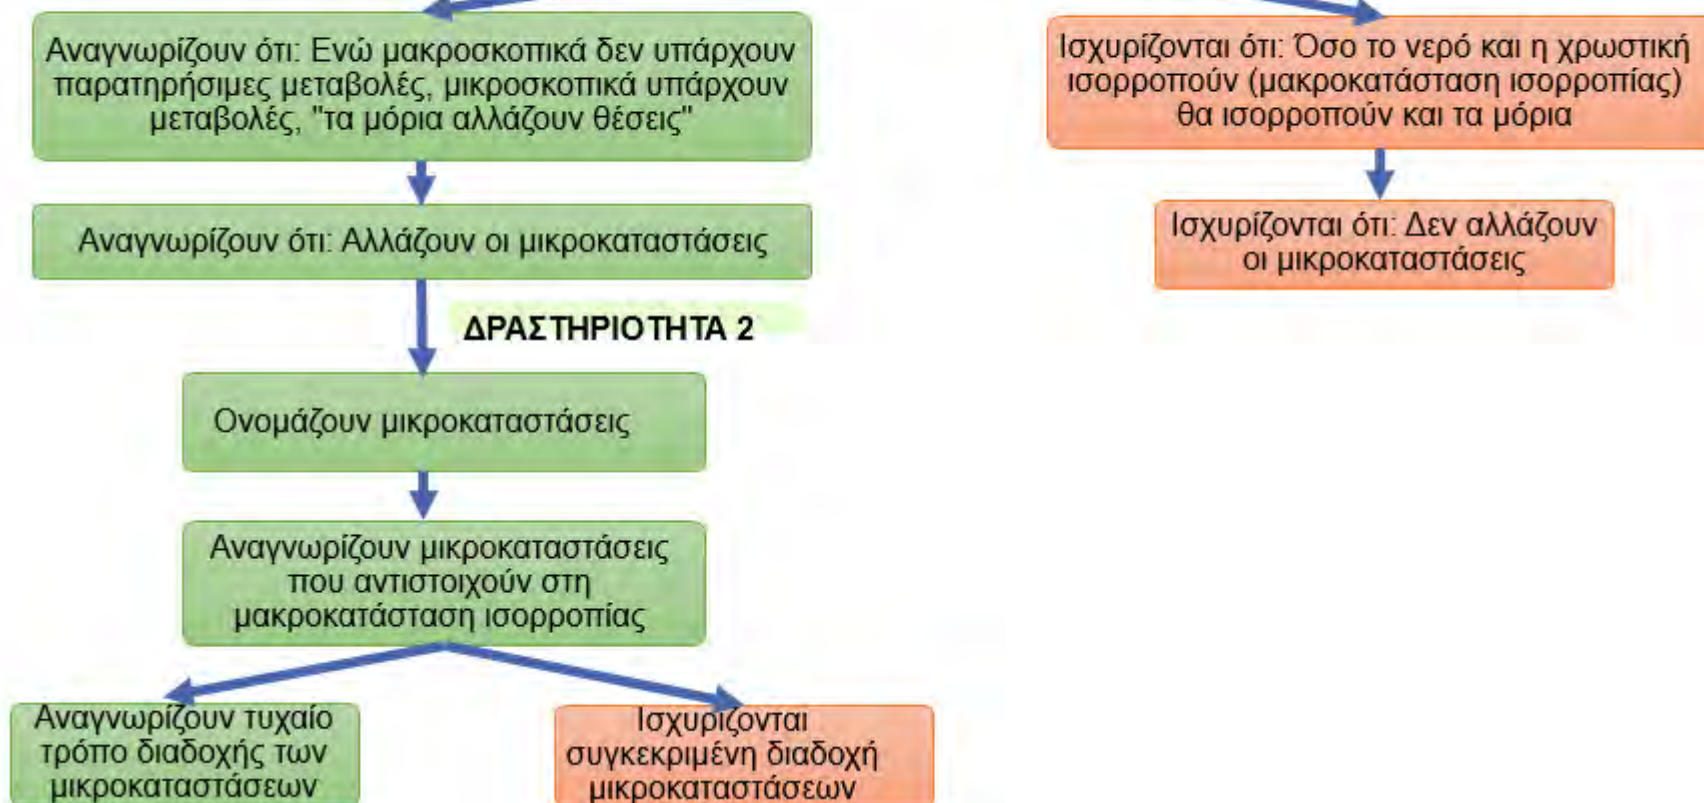 Αναγνωρίζουν ότι: Ενώ μακροσκοπικά δεν υπάρχουν
παρατηρήσιμες μεταβολές, μικροσκοπικά υπάρχουν
μεταβολές, "τα μόρια αλλάζουν θέσεις"
Ισχυρίζονται ότι: Όσο το νερό και η χρωστική
ισορροπούν (μακροκατάσταση ισορροπίας)
θα ισορροπούν και τα μόρια
Αναγνωρίζουν ότι: Αλλάζουν οι μικροκαταστάσεις
Ισχυρίζονται ότι: Δεν αλλάζουν
οι μικροκαταστάσεις
ΔΡΑΣΤΗΡΙΟΤΗΤΑ 2
Ονομάζουν μικροκαταστάσεις
Αναγνωρίζουν μικροκαταστάσεις
που αντιστοιχούν στη
μακροκατάσταση ισορροπίας
Αναγνωρίζουν τυχαίο
τρόπο διαδοχής των
μικροκαταστάσεων
Ισχυρίζονται
συγκεκριμένη διαδοχή
μικροκαταστάσεων